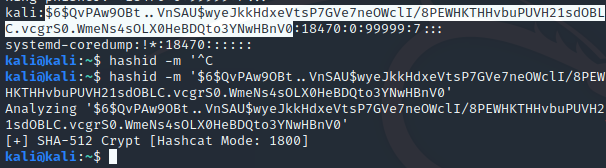 kali:$6$QvPAw9OBt..VnSAU$wyeJkkHdxeVtsP7GVe7neOWclI/8PEWHKTHHvbuPUVH21sdOBL
C.vcgrS0.WmeNs4sOLX0HeBDQto3YNwHBnV0:18470:0:99999:7:::
systemd-coredump:!*:18470::::::
kali@kali:~$ hashid -m '^C
kali@kali:~$ hashid -m '$6$QvPAw9OBt..VnSAU$wyeJkkHdxeVtsP7GVe7neOWclI/8PEW
HKTHHvbuPUVH21sdOBLC.vcgrS0.WmeNs4sOLX0HeBDQto3YNwHBnV0'
Analyzing '$6$QvPAw9OBt..VnSAU$wyeJkkHdxeVtsP7GVe7neOWclI/8PEWHKTHHvbuPUVH2
1sdOBLC.vcgrS0.WmeNs4sOLX0HeBDQto3YNwHBnV0'
[+] SHA-512 Crypt [Hashcat Mode: 1800]
kali@kali:~$